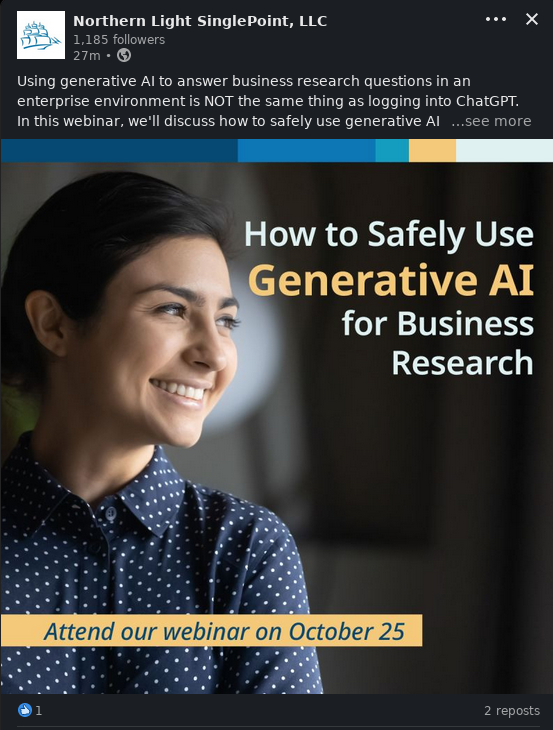 Northern Light SinglePoint, LLC
1,185 followers
27m •
Using generative AI to answer business research questions in an
enterprise environment is NOT the same thing as logging into ChatGPT.
In this webinar, we'll discuss how to safely use generative AI ...see more
How to Safely Use
Generative AI
for Business
Research
Attend our webinar on October 25
1
2 reposts